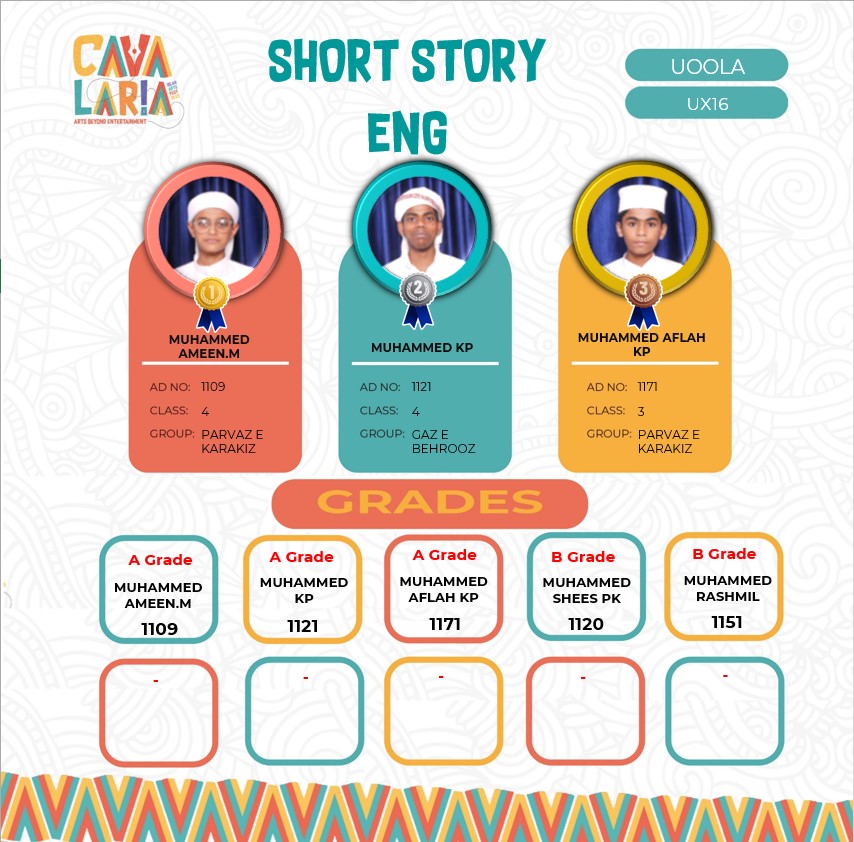 CAVA
LARIA
ARTS BEYOND ENTERTAINMENT
SHORT STORY
ENG
UOOLA
UX16
1
2
3
MUHAMMED
AMEEN.M
AD NO: 1109
CLASS: 4
GROUP: PARVAZ E
KARAKIZ
MUHAMMED KP
AD NO: 1121
CLASS: 4
GROUP: GAZ E
BEHROOZ
MUHAMMED AFLAH
KP
AD NO: 1171
CLASS: 3
GROUP: PARVAZ E
KARAKIZ
GRADES
A Grade
MUHAMMED
AMEEN.M
1109
A Grade
MUHAMMED
KP
1121
A Grade
MUHAMMED
AFLAH KP
1171
B Grade
MUHAMMED
SHEES PK
1120
B Grade
MUHAMMED
RASHMIL
1151
-
-
-
-
-